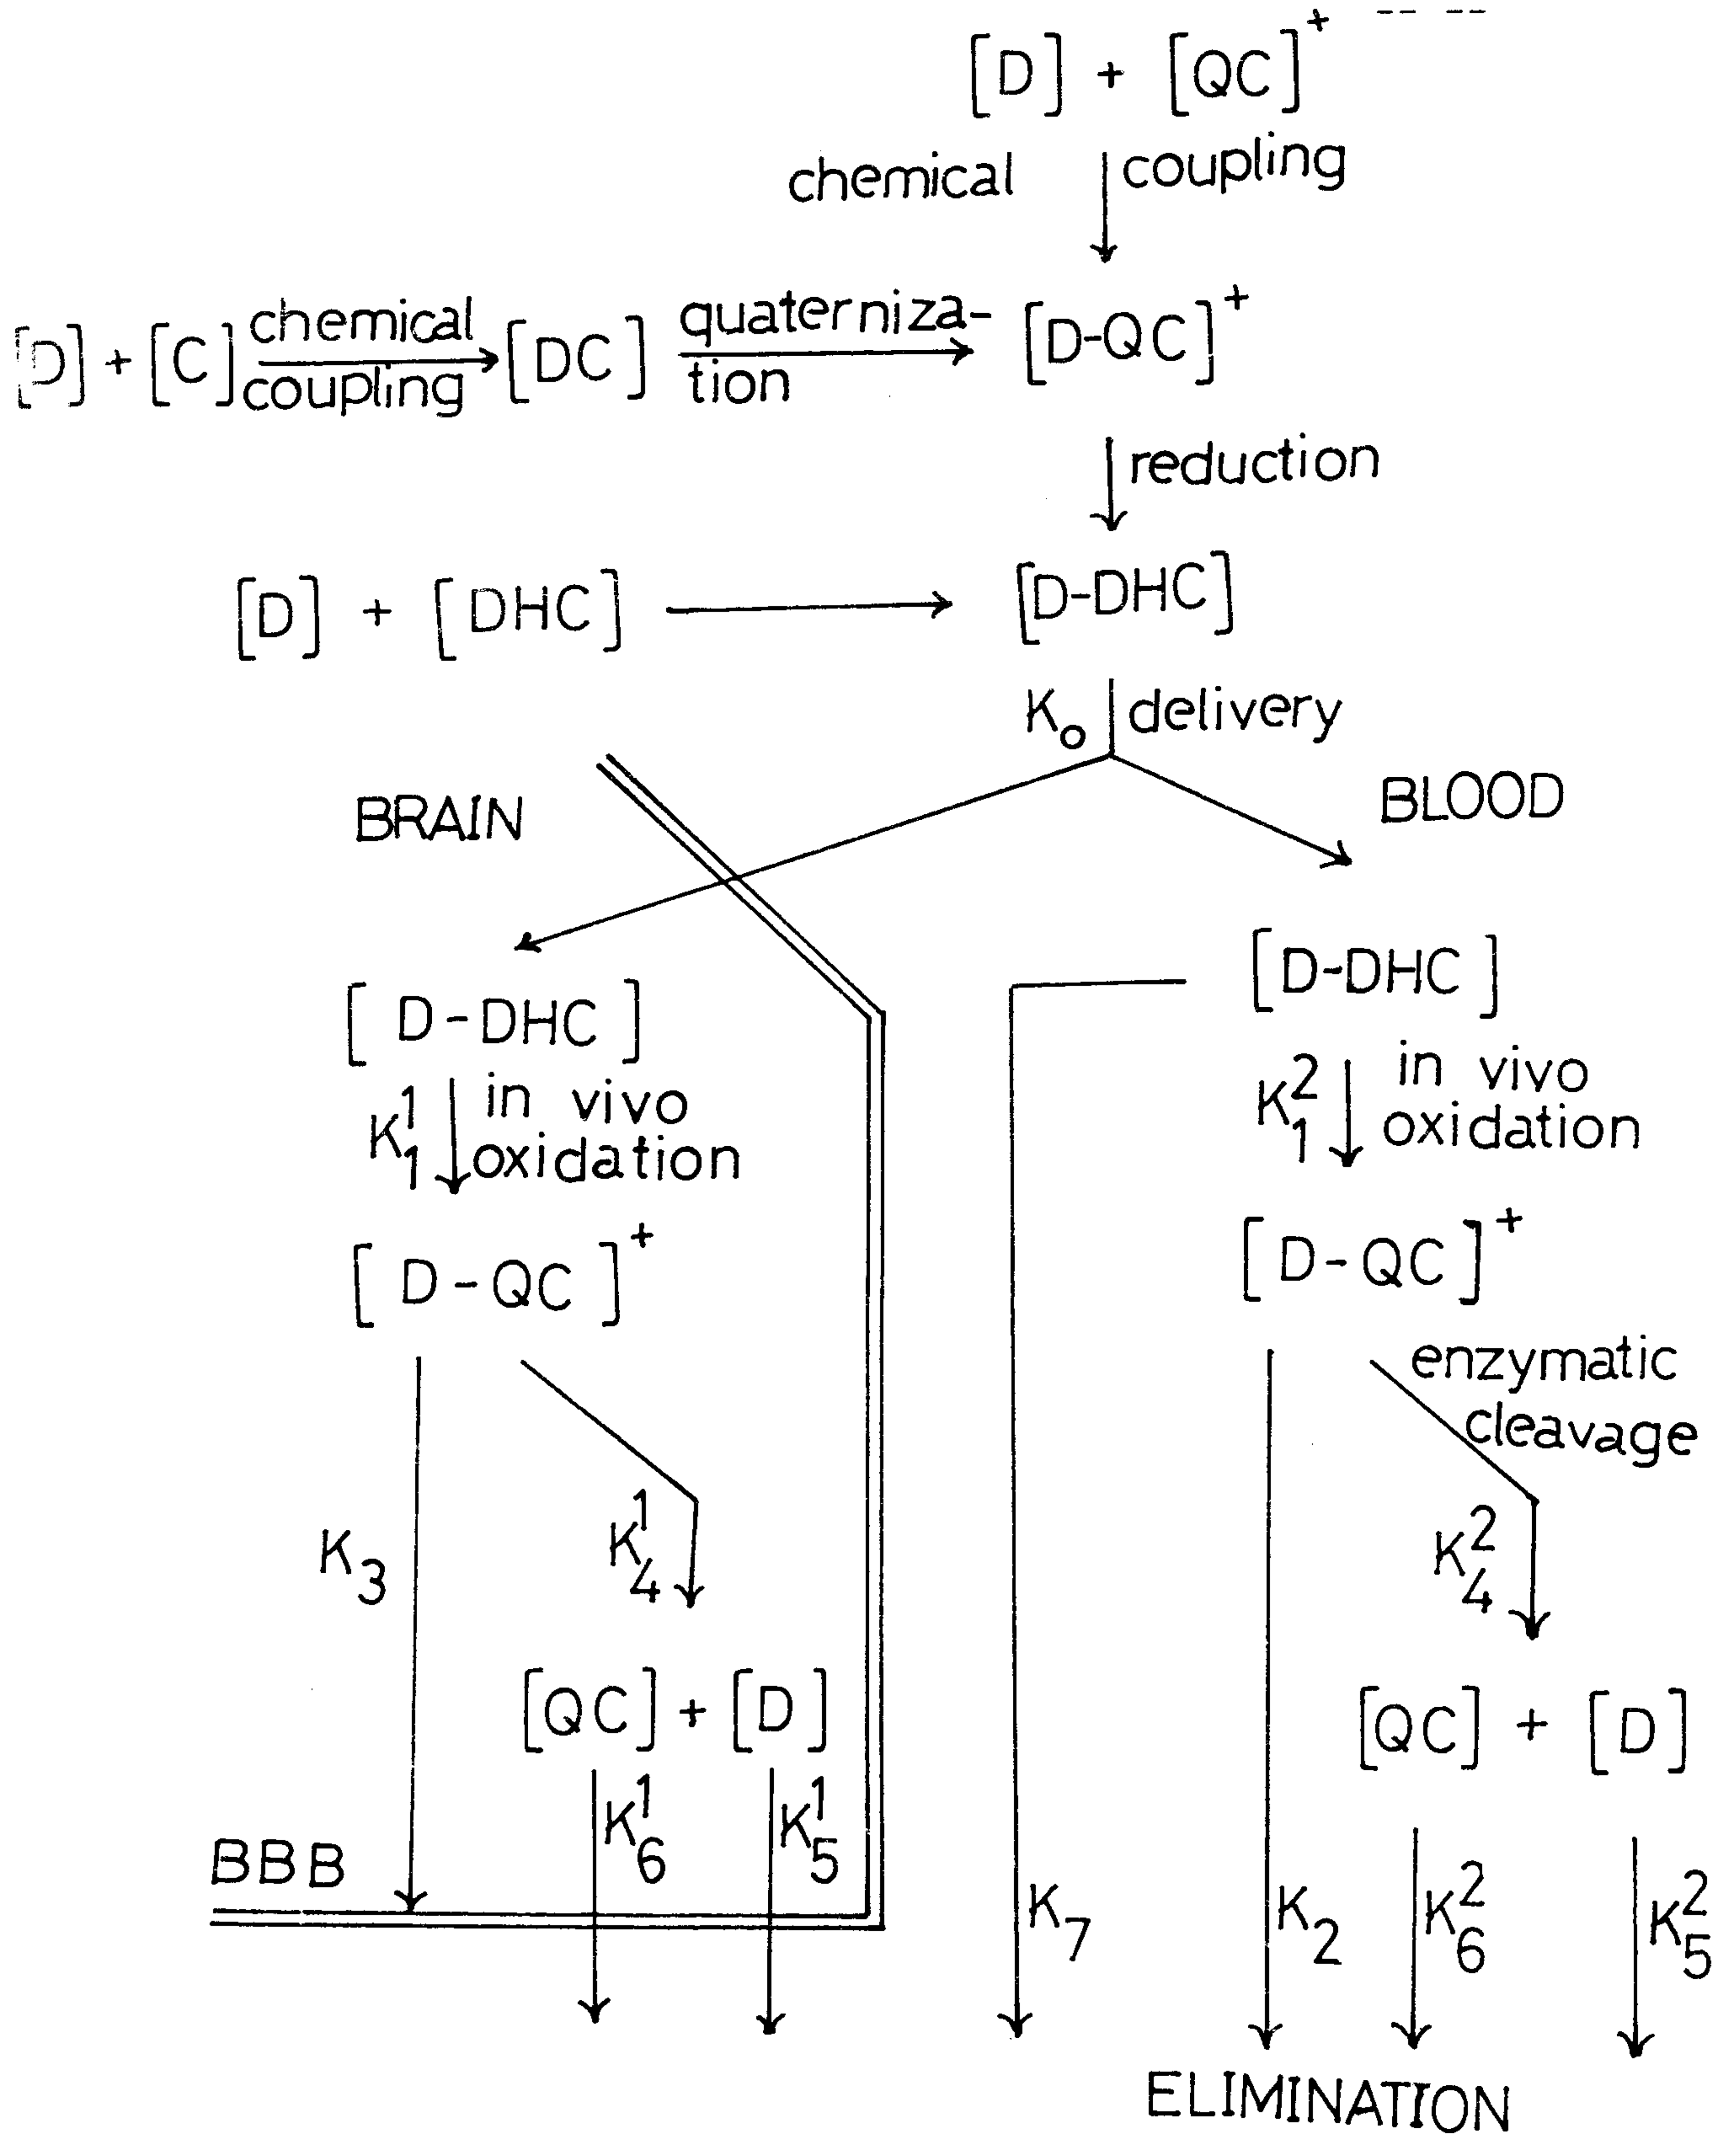 [D] + [QC]⁺
chemical coupling
[D] + [C] chemical coupling [DC] quaterniza-tion [D-QC]⁺
reduction
[D] + [DHC] [D-DHC]
K₀ delivery
BRAIN
BLOOD
[D-DHC]
[D-DHC]
K₁¹ in vivo
oxidation
K₁² in vivo
oxidation
[D-QC]⁺
[D-QC]⁺
enzymatic
cleavage
K₃
K₄¹
K₄²
[QC] + [D]
[QC] + [D]
BBB
K₆¹
K₅¹
K₇
K₂
K₆²
K₅²
ELIMINATION